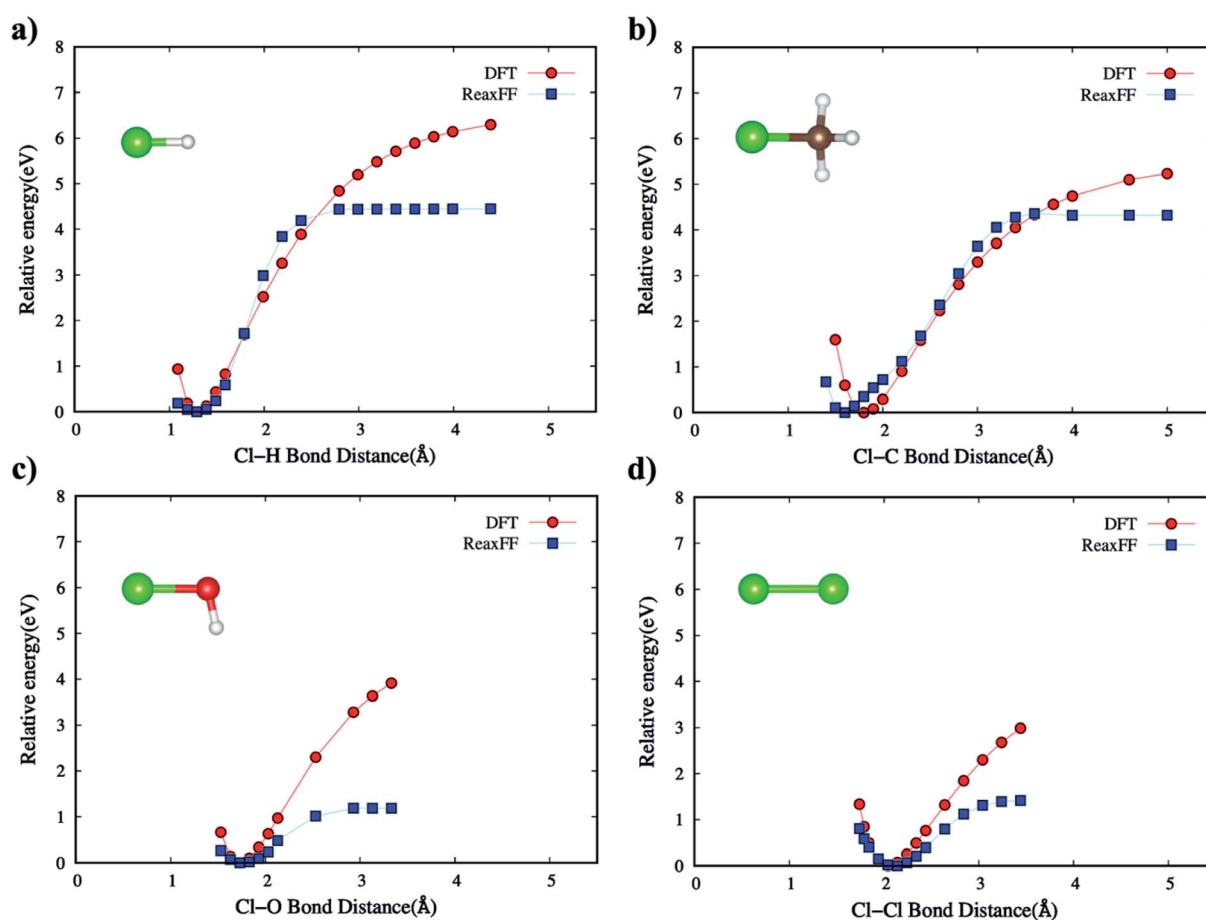 a)
8
7
6
5
4
3
2
1
0
Relative energy(eV)
DFT
ReaxFF
0 1 2 3 4 5
Cl–H Bond Distance(Å)
b)
8
7
6
5
4
3
2
1
0
Relative energy(eV)
DFT
ReaxFF
0 1 2 3 4 5
Cl–C Bond Distance(Å)
c)
8
7
6
5
4
3
2
1
0
Relative energy(eV)
DFT
ReaxFF
0 1 2 3 4 5
Cl–O Bond Distance(Å)
d)
8
7
6
5
4
3
2
1
0
Relative energy(eV)
DFT
ReaxFF
0 1 2 3 4 5
Cl–Cl Bond Distance(Å)